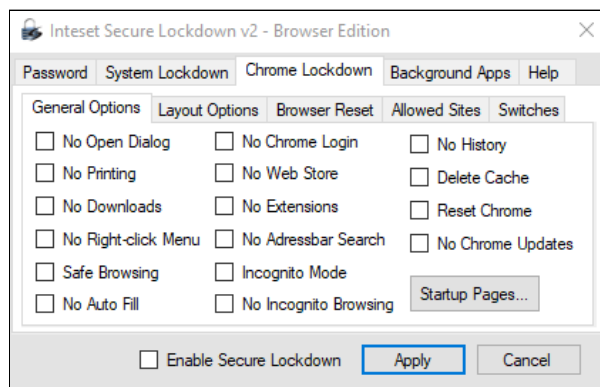 Inteset Secure Lockdown v2 - Browser Edition
Password System Lockdown Chrome Lockdown Background Apps Help
General Options Layout Options Browser Reset Allowed Sites Switches
No Open Dialog No Chrome Login No History
No Printing No Web Store Delete Cache
No Downloads No Extensions Reset Chrome
No Right-click Menu No Adressbar Search No Chrome Updates
Safe Browsing Incognito Mode
Startup Pages...
No Auto Fill No Incognito Browsing
Enable Secure Lockdown Apply Cancel